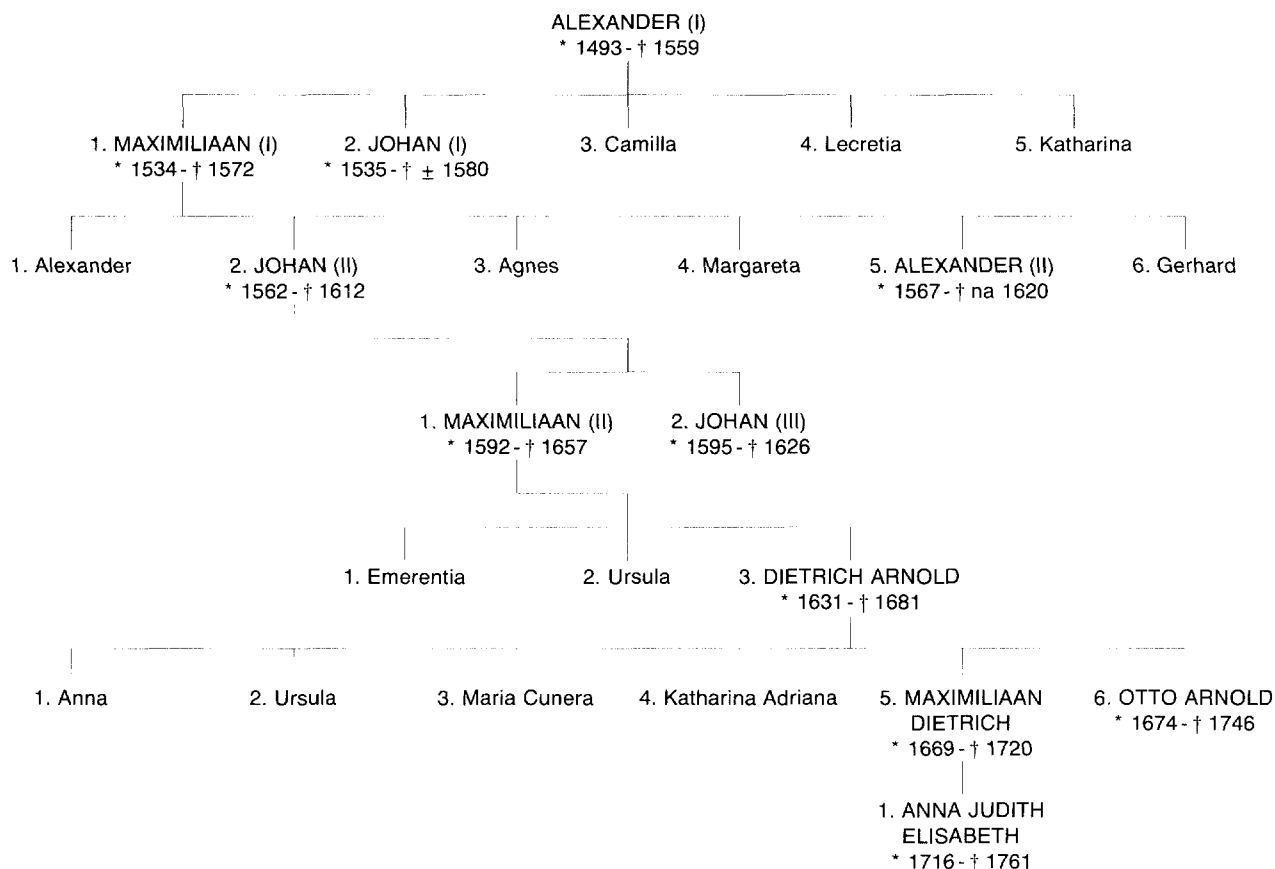 ALEXANDER (I)
* 1493 - † 1559
1. MAXIMILIAAN (I)
* 1534 - † 1572
2. JOHAN (I)
* 1535 - † ± 1580
3. Camilla
4. Lecretia
5. Katharina
1. Alexander
2. JOHAN (II)
* 1562 - † 1612
3. Agnes
4. Margareta
5. ALEXANDER (II)
* 1567 - † na 1620
6. Gerhard
1. MAXIMILIAAN (II)
* 1592 - † 1657
2. JOHAN (III)
* 1595 - † 1626
1. Emerentia
2. Ursula
3. DIETRICH ARNOLD
* 1631 - † 1681
1. Anna
2. Ursula
3. Maria Cunera
4. Katharina Adriana
5. MAXIMILIAAN
DIETRICH
* 1669 - † 1720
6. OTTO ARNOLD
* 1674 - † 1746
1. ANNA JUDITH
ELISABETH
* 1716 - † 1761